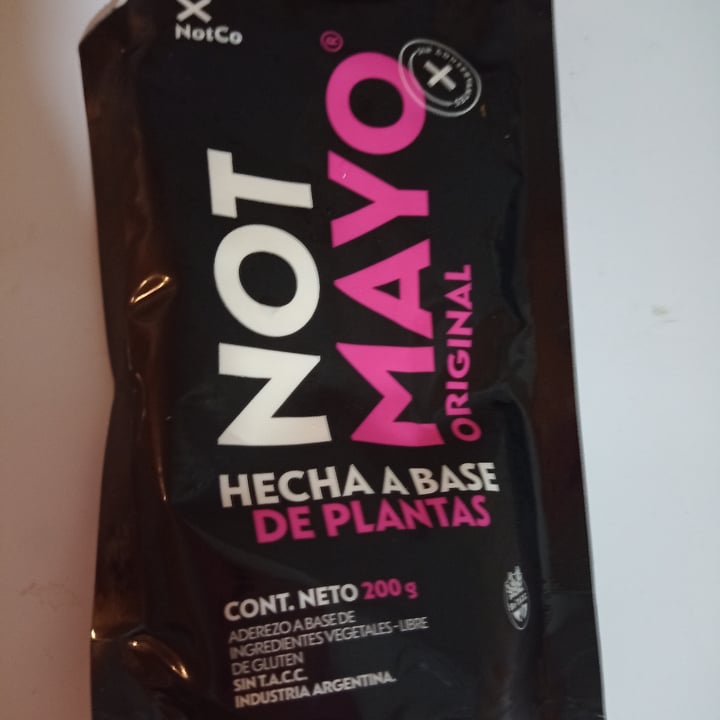 NotCo
NOT
MAYO®
ORIGINAL
HECHA A BASE
DE PLANTAS
CONT. NETO 200 g
ADEREZO A BASE DE
INGREDIENTES VEGETALES - LIBRE
DE GLUTEN
SIN T.A.C.C.
INDUSTRIA ARGENTINA.